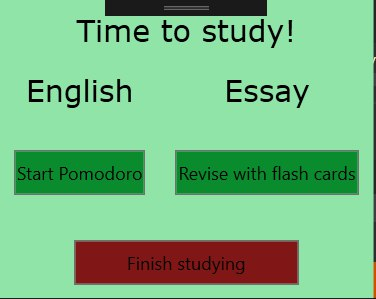 Time to study!
English Essay
Start Pomodoro Revise with flash cards
Finish studying